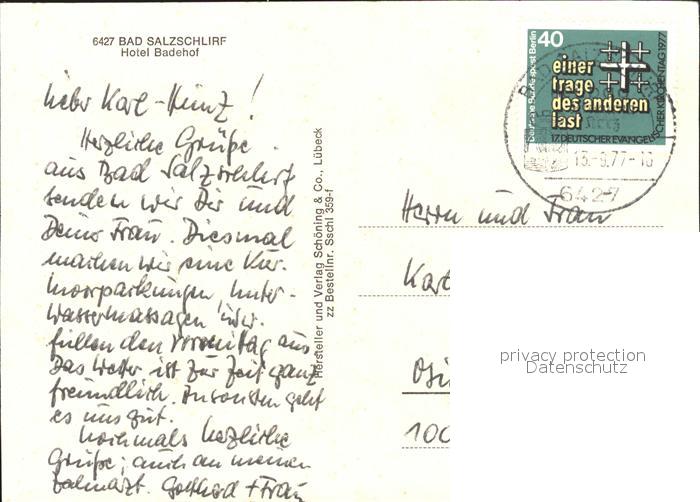 6427 BAD SALZSCHLIRF
Hotel Badehof
lieber Karl-Heinz!
Herzliche Grüße
aus Bad Salzschlirf
senden wir Dir und
Deine Frau. Diesmal
machen wir eine Kur.
Moorpackungen, Unter-
wassermassagen usw.
füllen den Vormittag aus
Das Wetter ist zur Zeit ganz
freundlich. Ansonsten geht
es uns gut.
Nochmals herzliche
Grüße; auch an meinen
Zahnarzt. Gotthard + Frau
Hersteller und Verlag Schöning & Co., Lübeck
zz Bestellnr. Sschl 359-f
Deutsche Bundespost Berlin
40
einer
trage
des anderen
last
17. DEUTSCHER EVANGELISCHER KIRCHENTAG 1977
9.77-16
6427
Herrn und Frau
Karl
100
privacy protection
Datenschutz